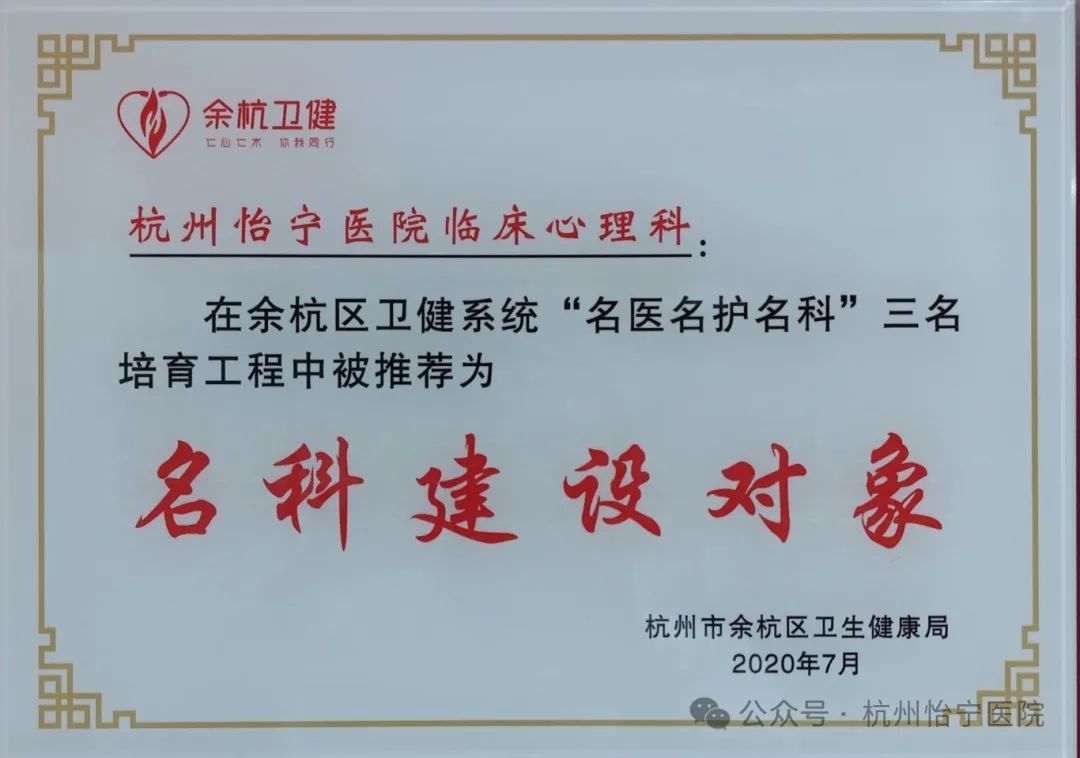 余杭卫健
仁心仁术 你我同行
杭州怡宁医院临床心理科：
在余杭区卫健系统“名医名护名科”三名
培育工程中被推荐为
名科建设对象
杭州市余杭区卫生健康局
2020年7月
公众号·杭州怡宁医院